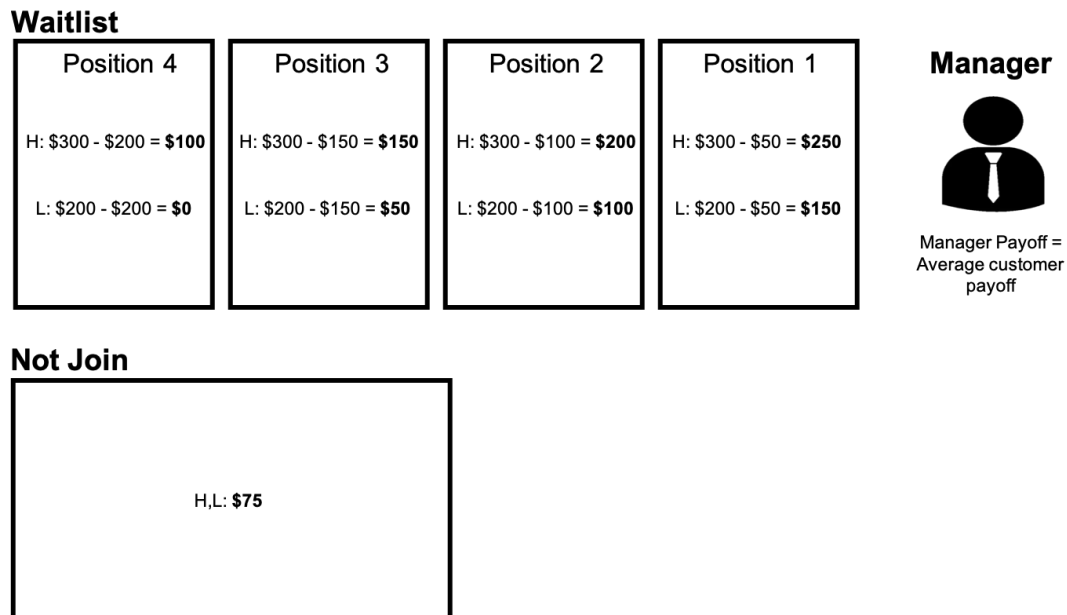 Waitlist
Position 4
H: $300 - $200 = $100
L: $200 - $200 = $0
Position 3
H: $300 - $150 = $150
L: $200 - $150 = $50
Position 2
H: $300 - $100 = $200
L: $200 - $100 = $100
Position 1
H: $300 - $50 = $250
L: $200 - $50 = $150
Manager
Manager Payoff =
Average customer
payoff
Not Join
H,L: $75